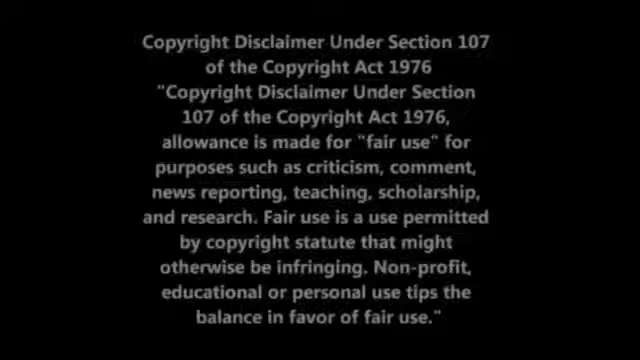 Copyright Disclaimer Under Section 107
of the Copyright Act 1976
"Copyright Disclaimer Under Section
107 of the Copyright Act 1976,
allowance is made for "fair use" for
purposes such as criticism, comment,
news reporting, teaching, scholarship,
and research. Fair use is a use permitted
by copyright statute that might
otherwise be infringing. Non-profit,
educational or personal use tips the
balance in favor of fair use."